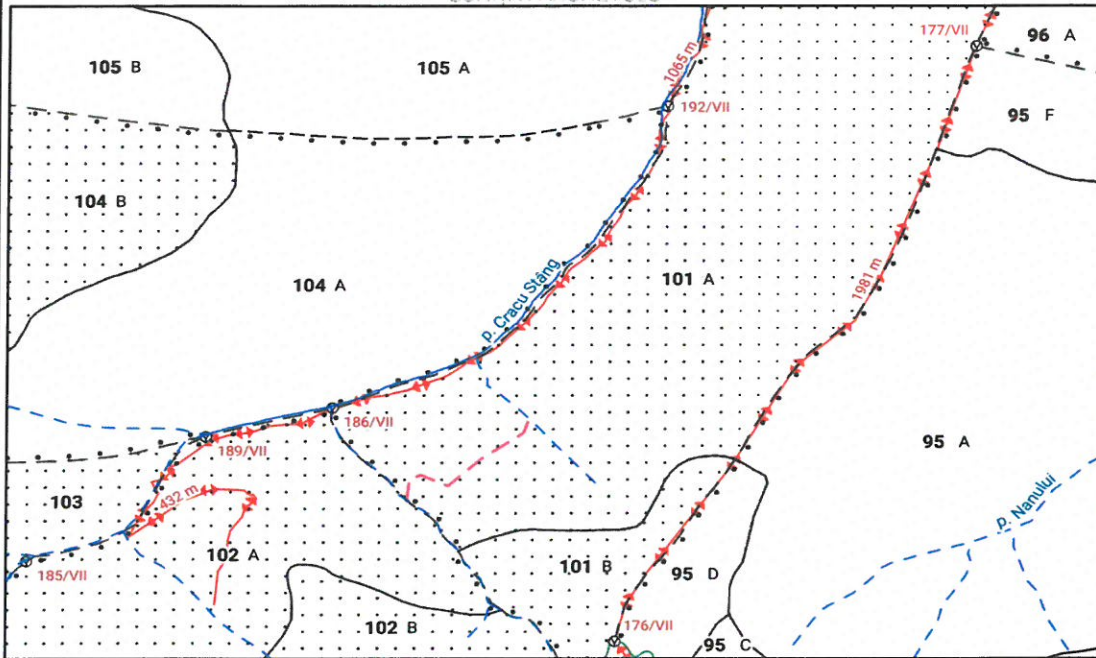 177/VII
96 A
105 B
105 A
1065 m
192/VII
95 F
104 B
104 A
p. Cracu Stâng
101 A
1981 m
186/VII
189/VII
95 A
103
432 m
p. Nanului
102 A
185/VII
101 B
95 D
102 B
176/VII
95 C